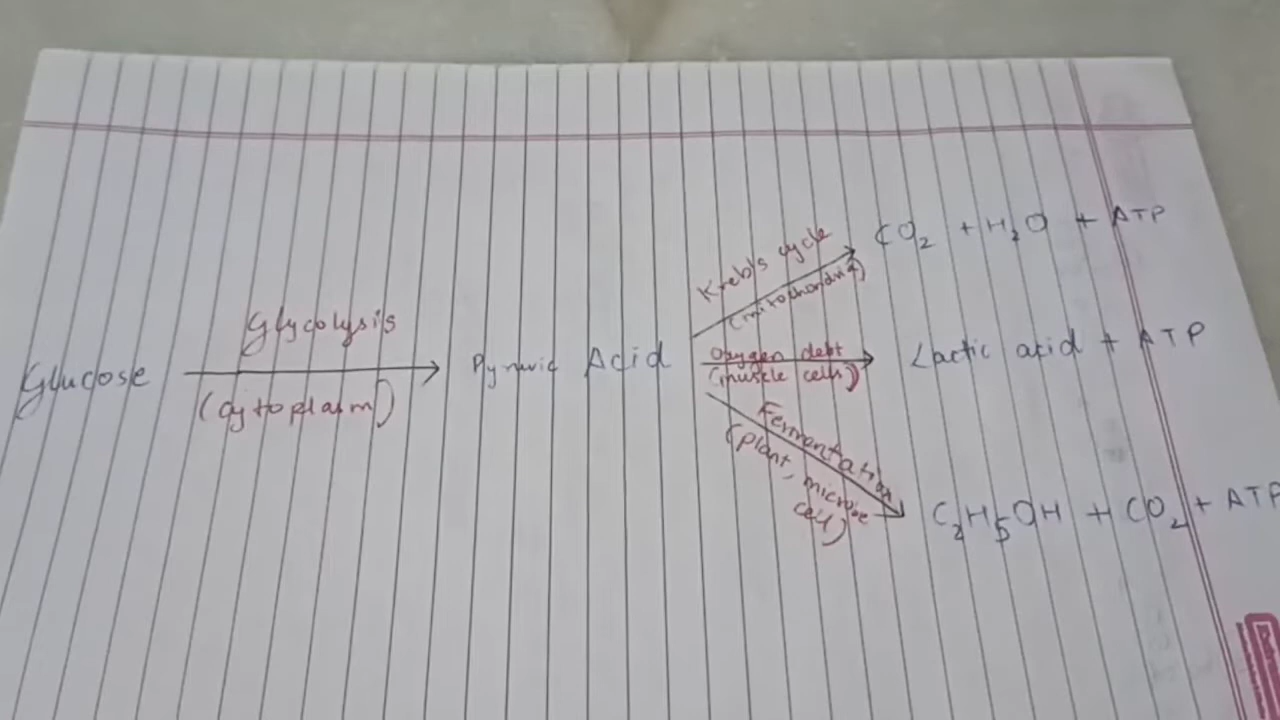 Kreb's cycle
(mitochondria)
CO2 + H2O + ATP
Glycolysis
Glucose
(cytoplasm)
Pyruvic Acid
Oxygen debt
(muscle cells)
Lactic acid + ATP
Fermentation
(plant, microbe
cell)
C2H5OH + CO2 + ATP